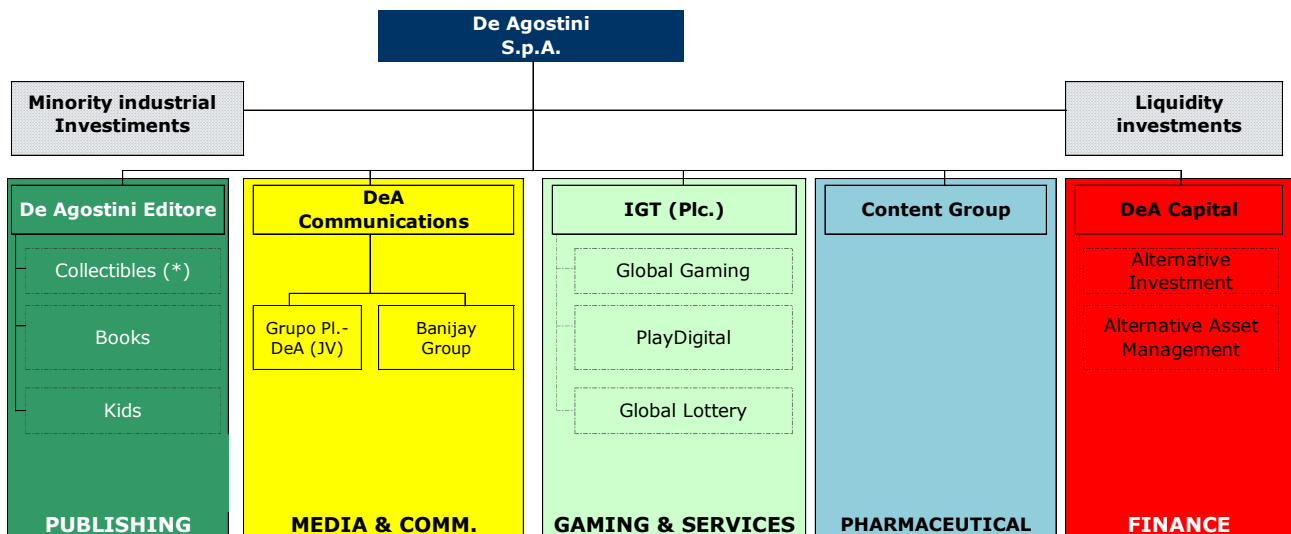 De Agostini
S.p.A.
Minority industrial
Investiments
Liquidity
investments
De Agostini Editore
Collectibles (*)
Books
Kids
PUBLISHING
DeA
Communications
Grupo Pl.-
DeA (JV)
Banijay
Group
MEDIA & COMM.
IGT (Plc.)
Global Gaming
PlayDigital
Global Lottery
GAMING & SERVICES
Content Group
PHARMACEUTICAL
DeA Capital
Alternative
Investment
Alternative Asset
Management
FINANCE